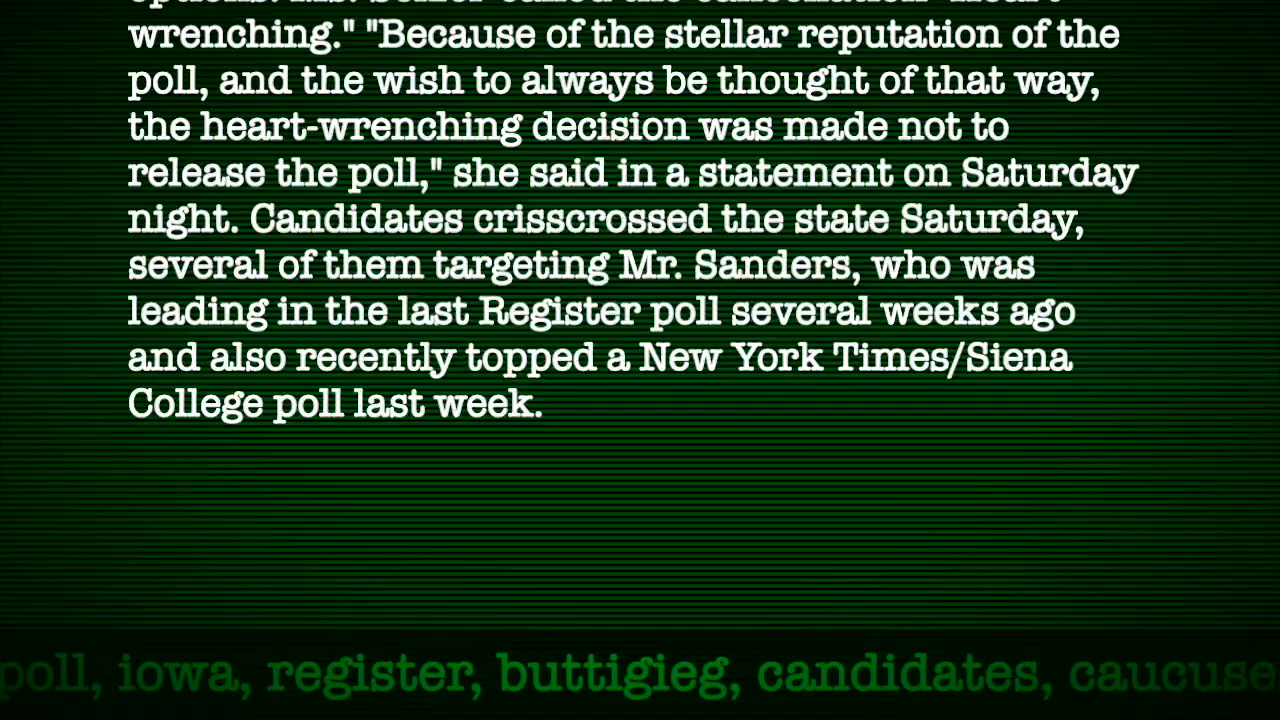 wrenching." "Because of the stellar reputation of the
poll, and the wish to always be thought of that way,
the heart-wrenching decision was made not to
release the poll," she said in a statement on Saturday
night. Candidates crisscrossed the state Saturday,
several of them targeting Mr. Sanders, who was
leading in the last Register poll several weeks ago
and also recently topped a New York Times/Siena
College poll last week.
poll, iowa, register, buttigieg, candidates, caucuse